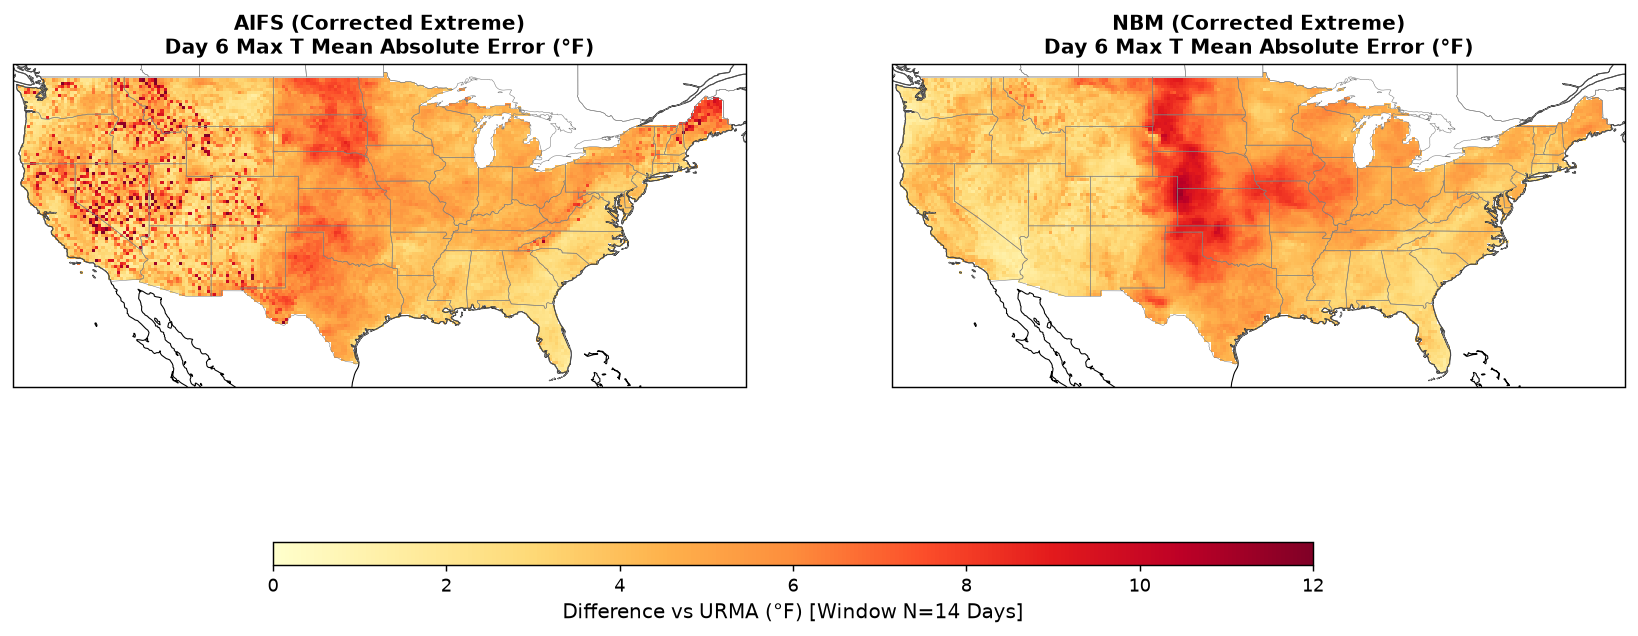 AIFS (Corrected Extreme)
Day 6 Max T Mean Absolute Error (°F)
NBM (Corrected Extreme)
Day 6 Max T Mean Absolute Error (°F)
0 2 4 6 8 10 12
Difference vs URMA (°F) [Window N=14 Days]